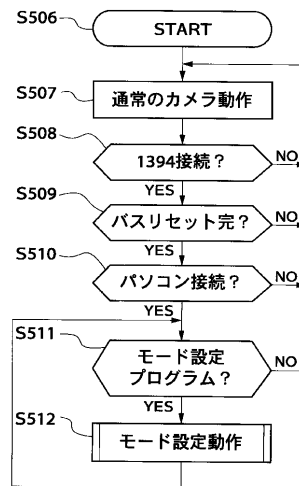 S506
START
S507
通常のカメラ動作
S508
1394接続？
NO
YES
S509
バスリセット完？
NO
YES
S510
パソコン接続？
NO
YES
S511
モード設定
プログラム？
NO
YES
S512
モード設定動作